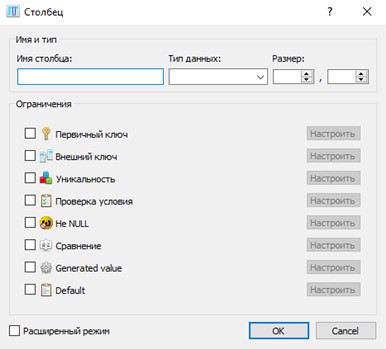 Столбец
Имя и тип
Имя столбца: Тип данных: Размер:
,
Ограничения
Первичный ключ Настроить
Внешний ключ Настроить
Уникальность Настроить
Проверка условия Настроить
Не NULL Настроить
Сравнение Настроить
Generated value Настроить
Default Настроить
Расширенный режим OK Cancel